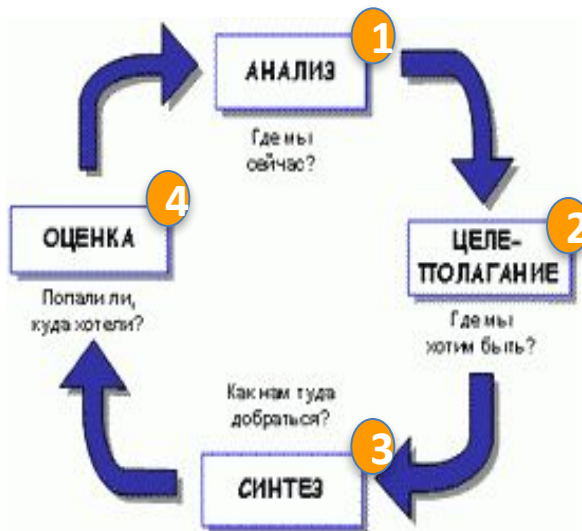 1
АНАЛИЗ
Где мы
сейчас?
2
ЦЕЛЕ-
ПОЛАГАНИЕ
Где мы
хотим быть?
3
СИНТЕЗ
Как нам туда
добраться?
4
ОЦЕНКА
Попали ли,
куда хотели?